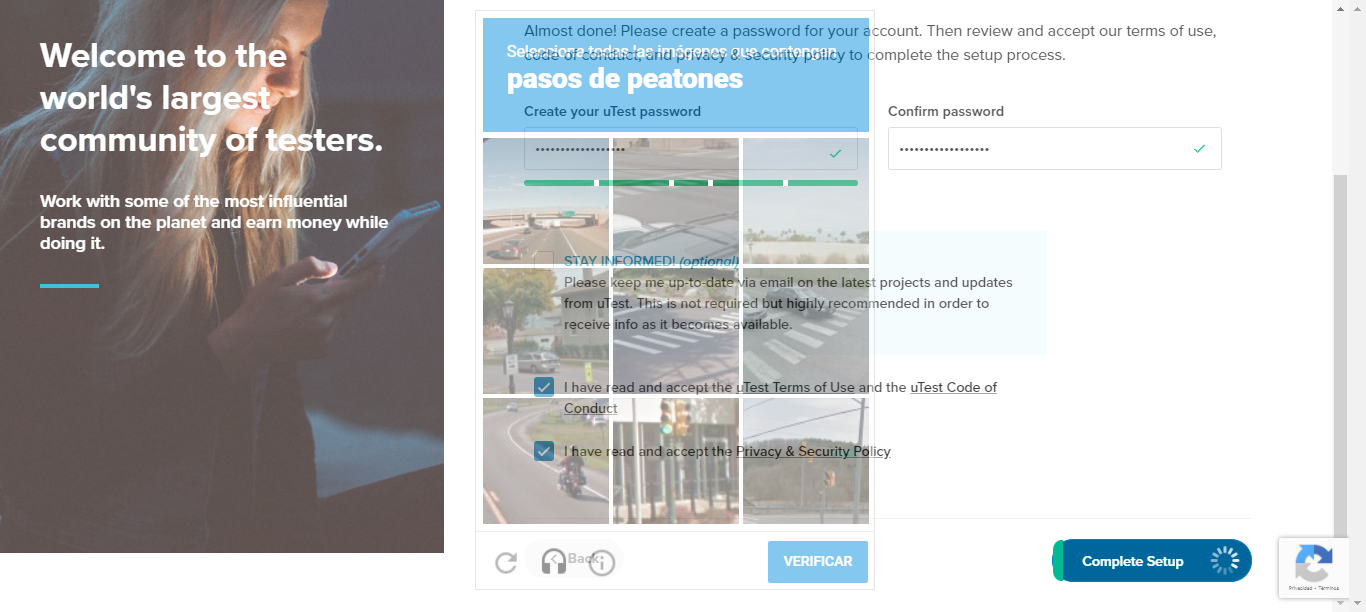 Welcome to the
world's largest
community of testers.
Work with some of the most influential
brands on the planet and earn money while
doing it.
Almost done! Please create a password for your account. Then review and accept our terms of use,
code of conduct, and privacy & security policy to complete the setup process.
Selecciona todas las imágenes que contengan
pasos de peatones
Create your uTest password
Confirm password
••••••••••••••••••
••••••••••••••••••
STAY INFORMED! (optional)
Please keep me up-to-date via email on the latest projects and updates
from uTest. This is not required but highly recommended in order to
receive info as it becomes available.
I have read and accept the uTest Terms of Use and the uTest Code of
Conduct
I have read and accept the Privacy & Security Policy
Back
VERIFICAR
Complete Setup
Privacidad - Términos